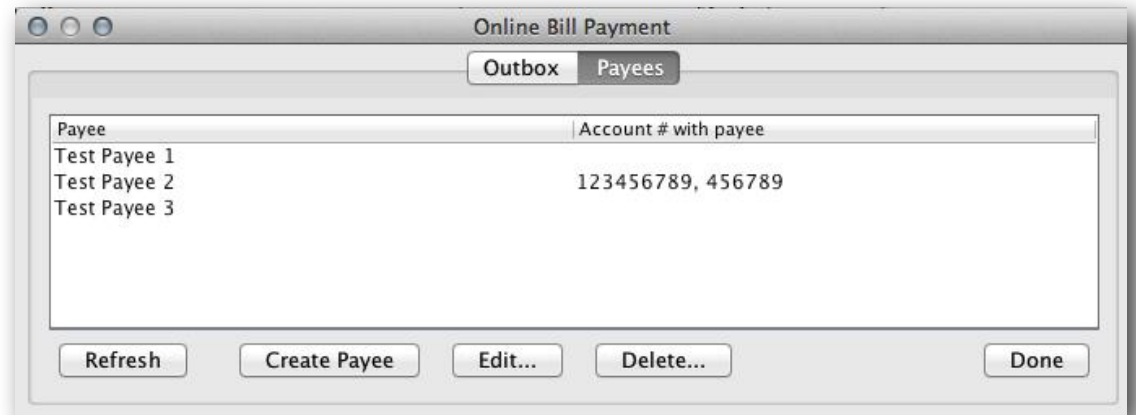 Online Bill Payment
Outbox Payees
Payee Account # with payee
Test Payee 1
Test Payee 2 123456789, 456789
Test Payee 3
Refresh Create Payee Edit... Delete... Done